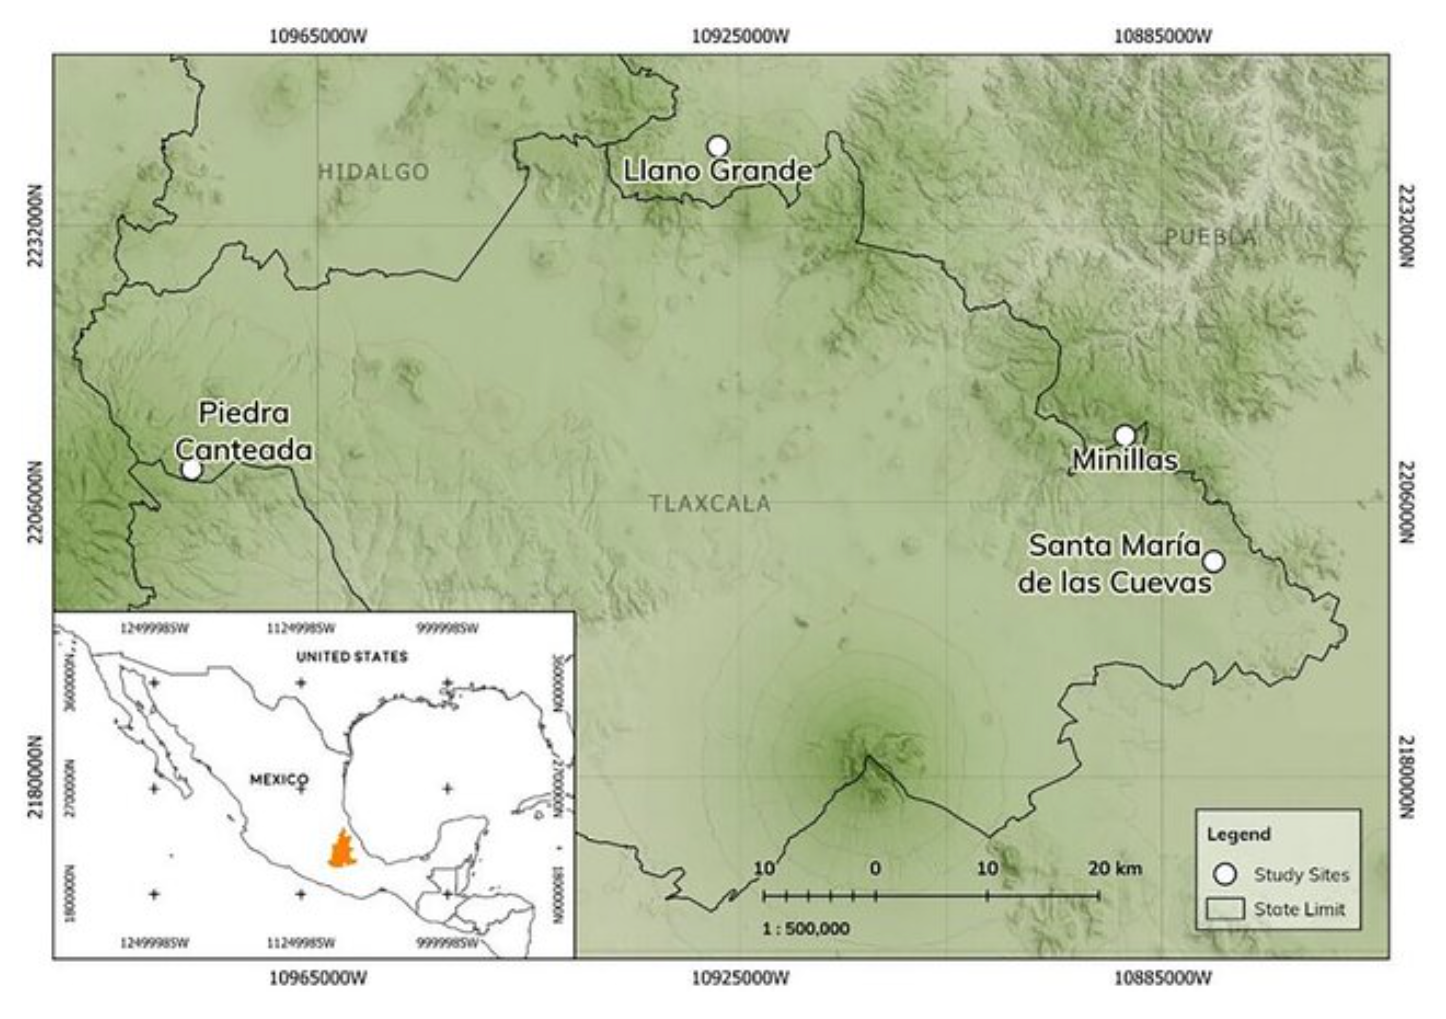 10965000W 10925000W 10885000W
HIDALGO
Llano Grande
2232000N
2232000N
PUEBLA
Piedra
Canteada
Minillas
2206000N
TLAXCALA
2206000N
Santa María
de las Cuevas
12499985W 11249985W 9999985W
UNITED STATES
3600000N
3600000N
MEXICO
2700000N
2700000N
1800000N
1800000N
12499985W 11249985W 9999985W
2180000N
2180000N
Legend
Study Sites
State Limit
10 0 10 20 km
1 : 500,000
10965000W 10925000W 10885000W